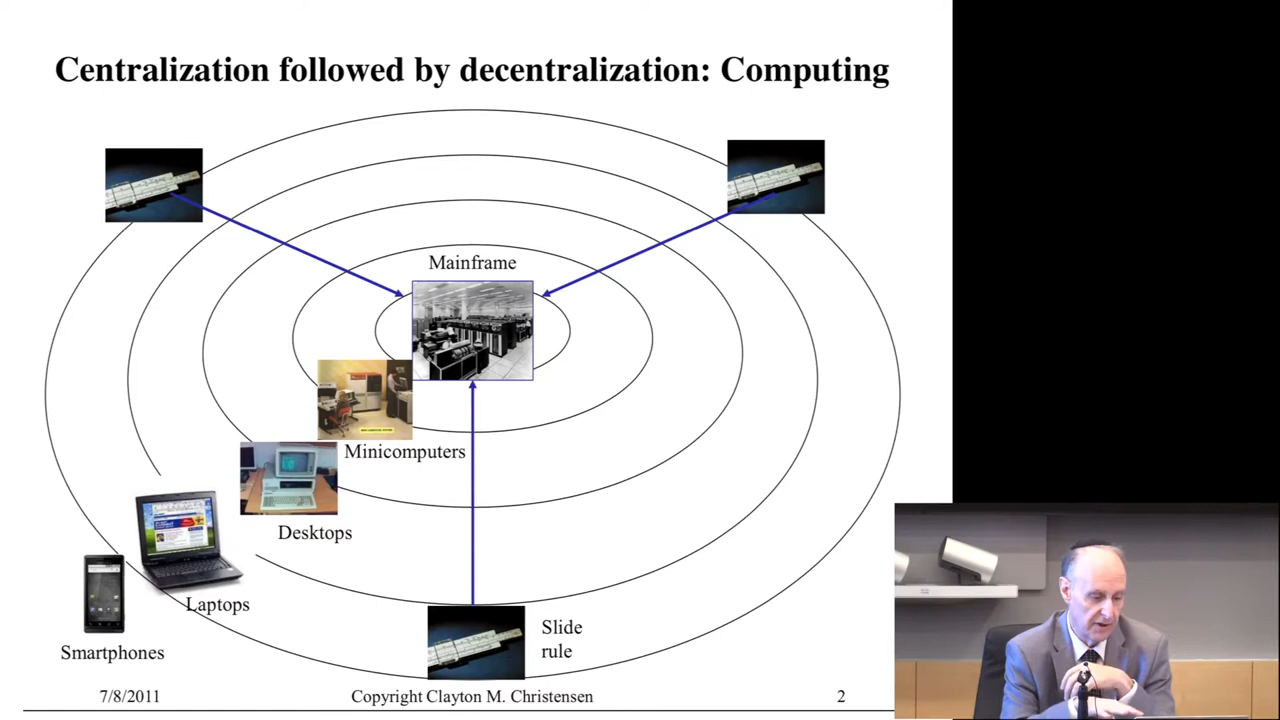 Centralization followed by decentralization: Computing
Mainframe
Minicomputers
Desktops
Laptops
Smartphones
Slide
rule
7/8/2011
Copyright Clayton M. Christensen
2